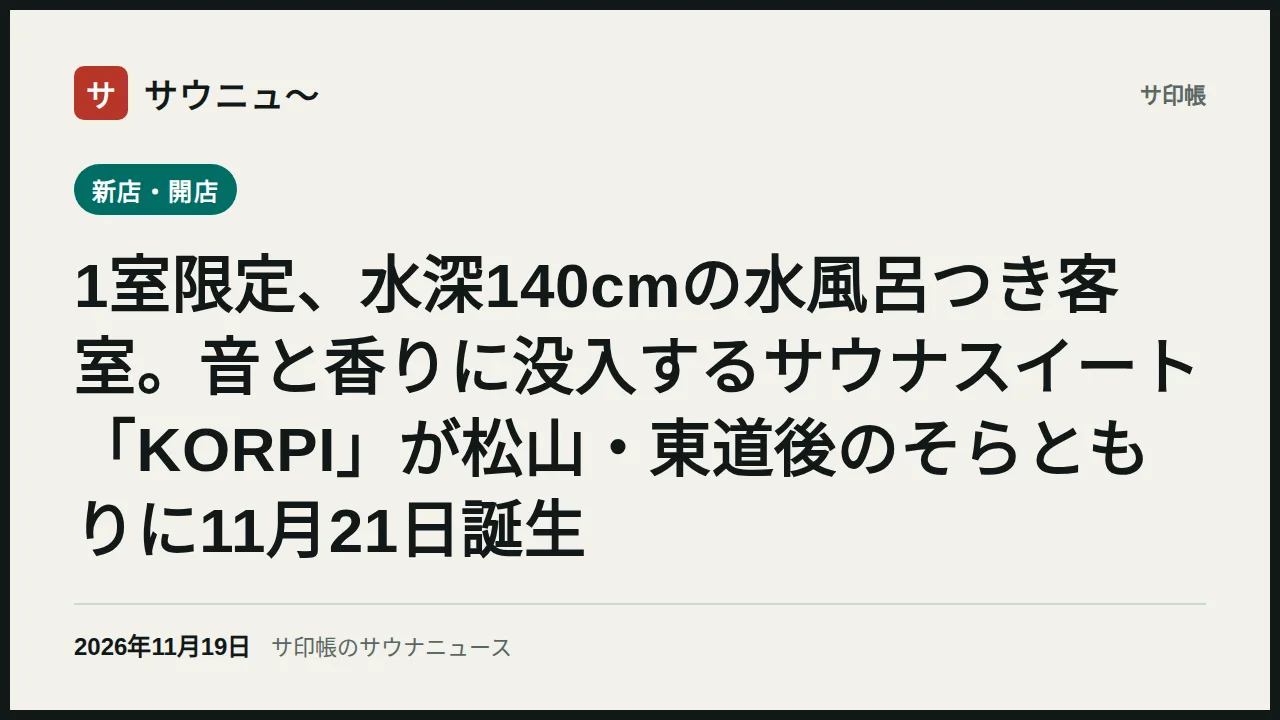 サ サウニュ〜
サ印帳
新店・開店
1室限定、水深140cmの水風呂つき客
室。音と香りに没入するサウナスイート
「KORPI」が松山・東道後のそらとも
りに11月21日誕生
2026年11月19日 サ印帳のサウナニュース